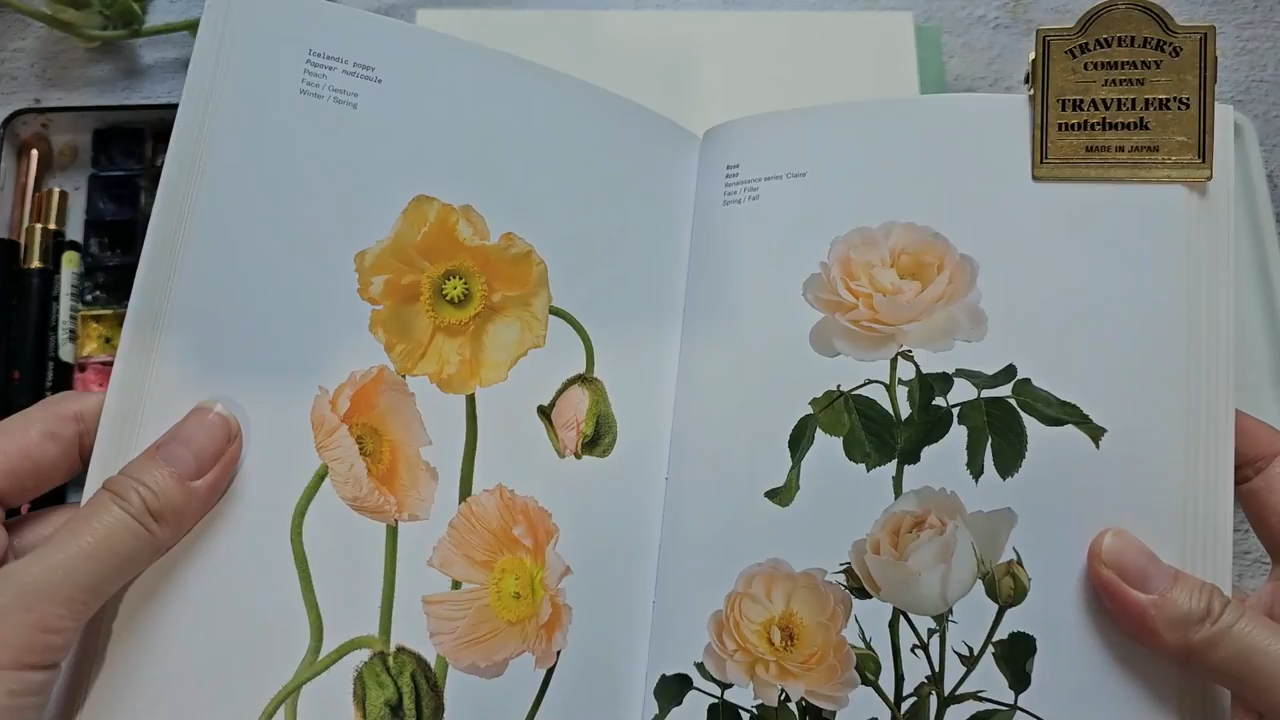 Icelandic poppy
Papaver nudicaule
Peach
Face / Gesture
Winter / Spring
Rose
Rosa
Renaissance series 'Claire'
Face / Filler
Spring / Fall
TRAVELER'S
COMPANY
JAPAN
TRAVELER'S
notebook
MADE IN JAPAN